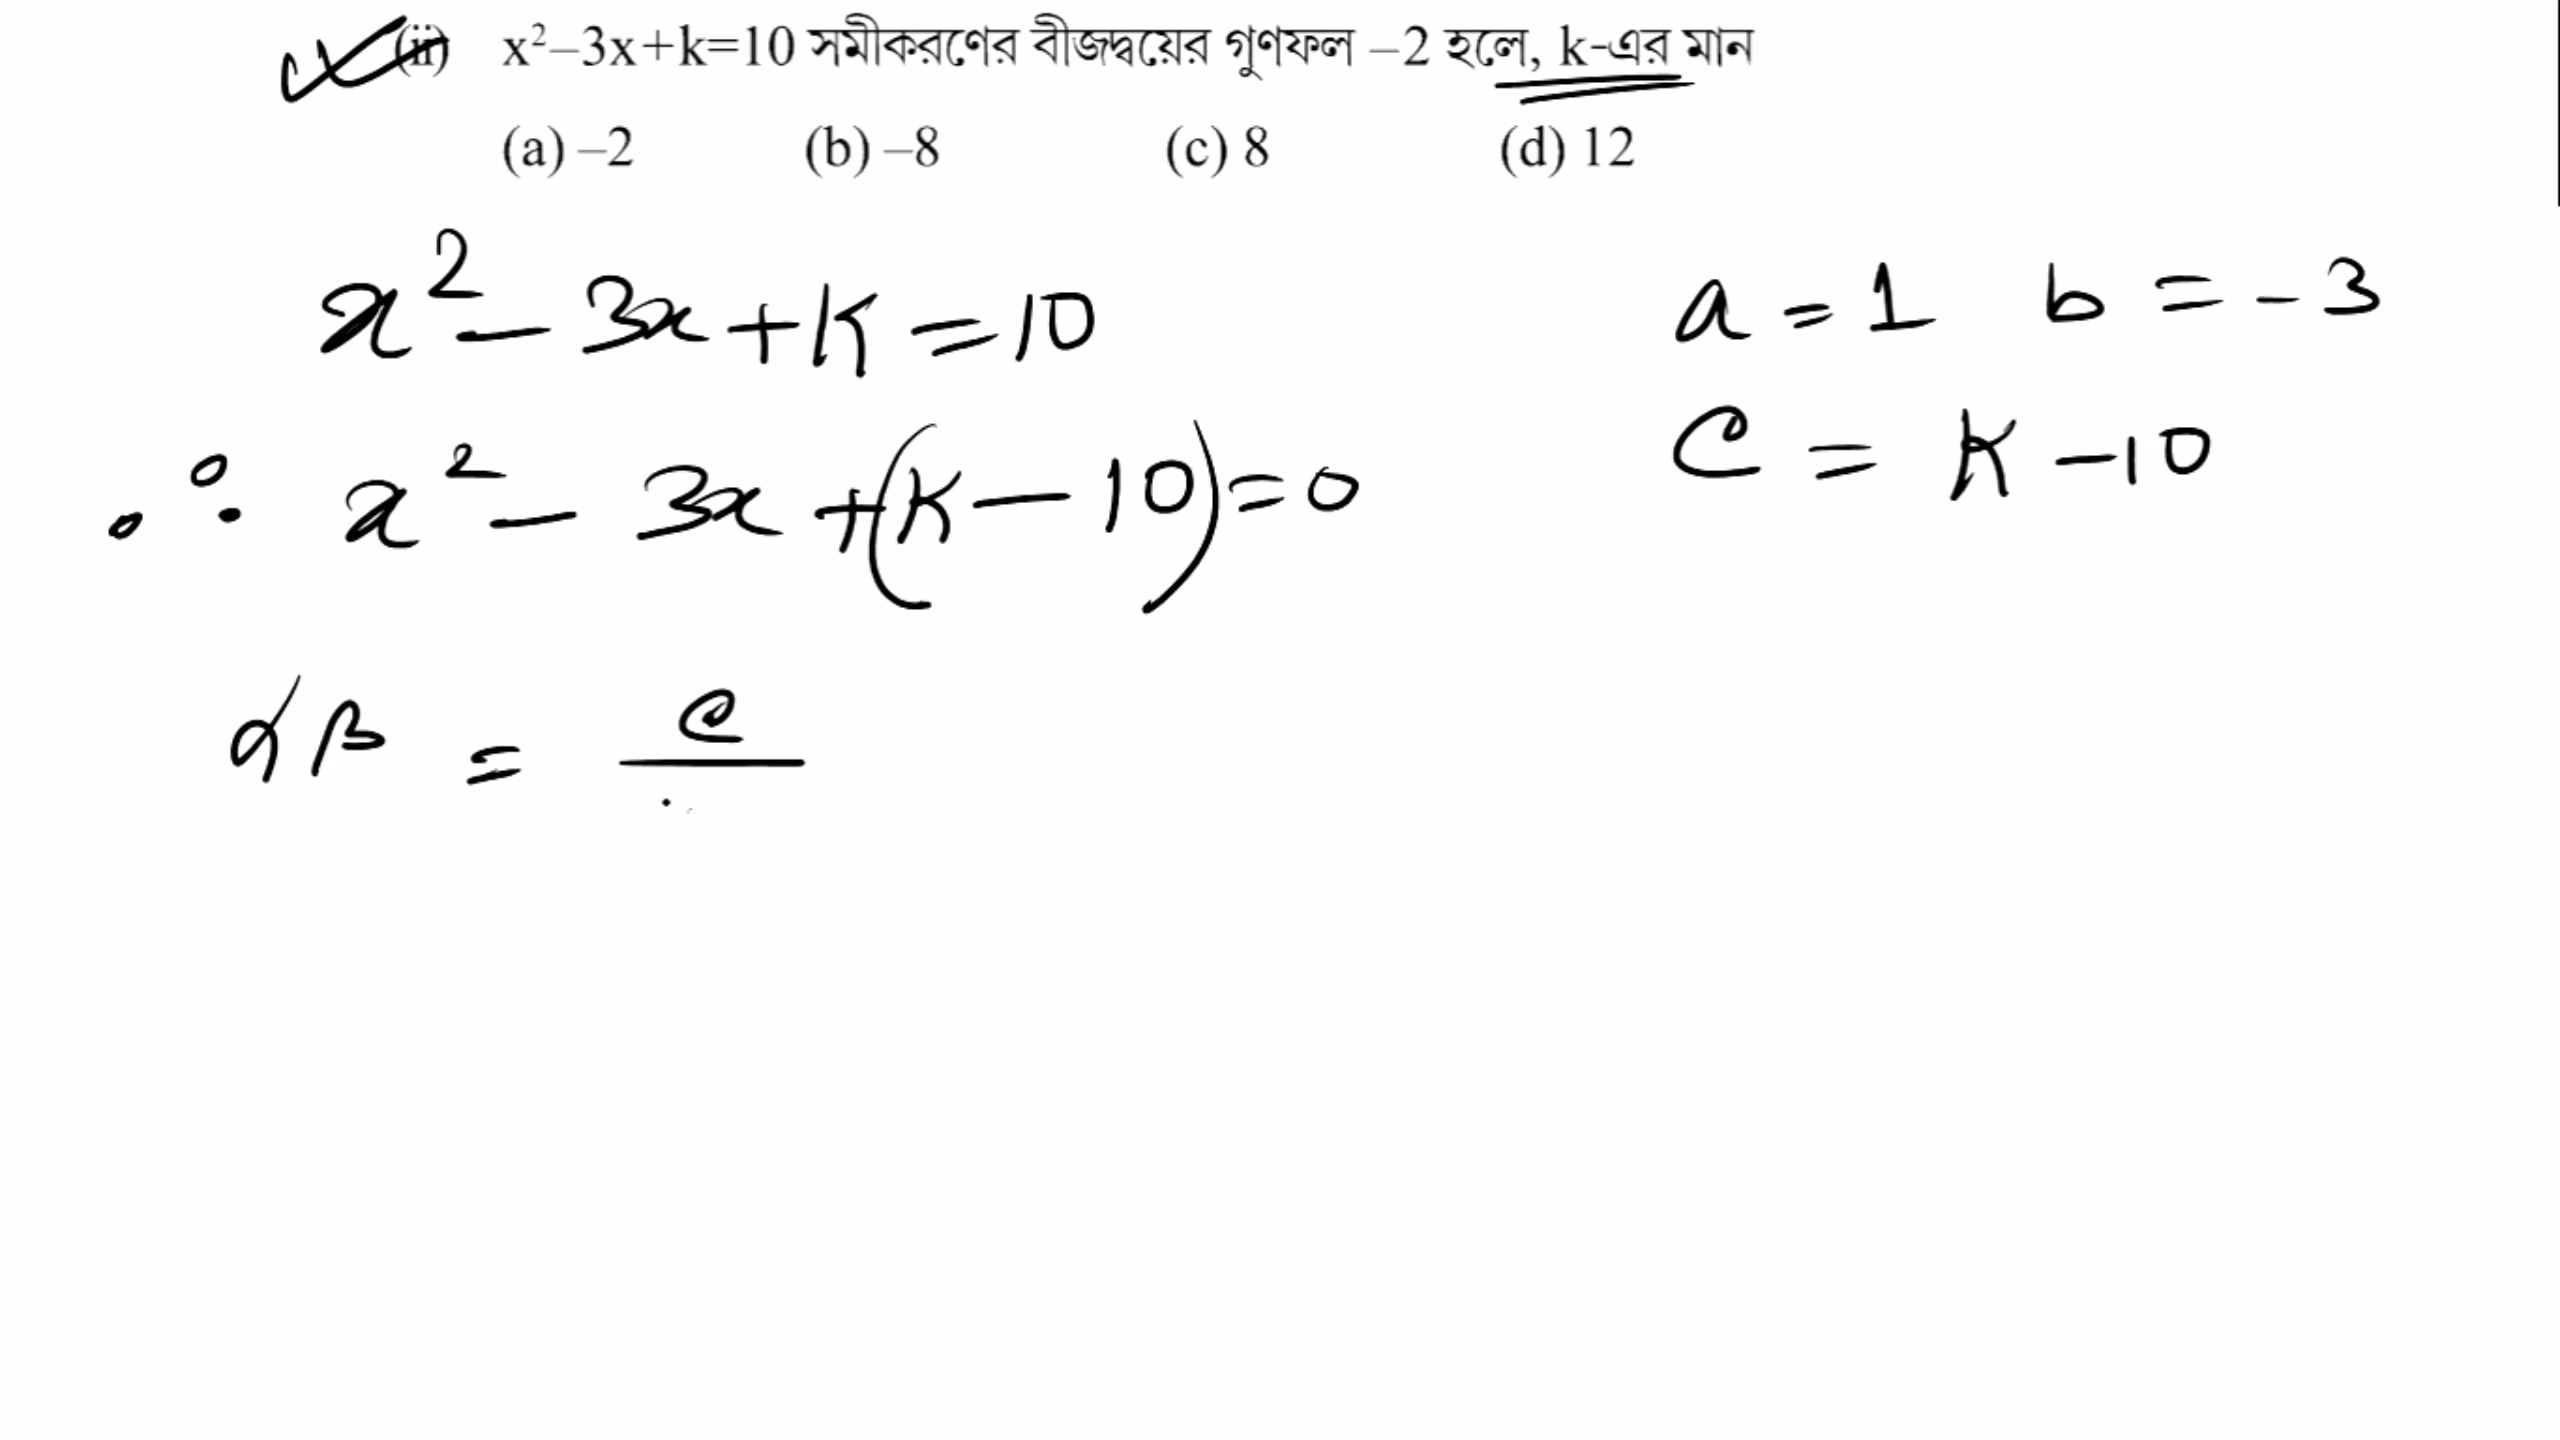 (ii) x²–3x+k=10 সমীকরণের বীজদ্বয়ের গুণফল –2 হলে, k-এর মান
(a) –2 (b) –8 (c) 8 (d) 12
x² – 3x + K = 10
a = 1 b = – 3
∴ x² – 3x + (K – 10) = 0
C = K – 10
αβ = c